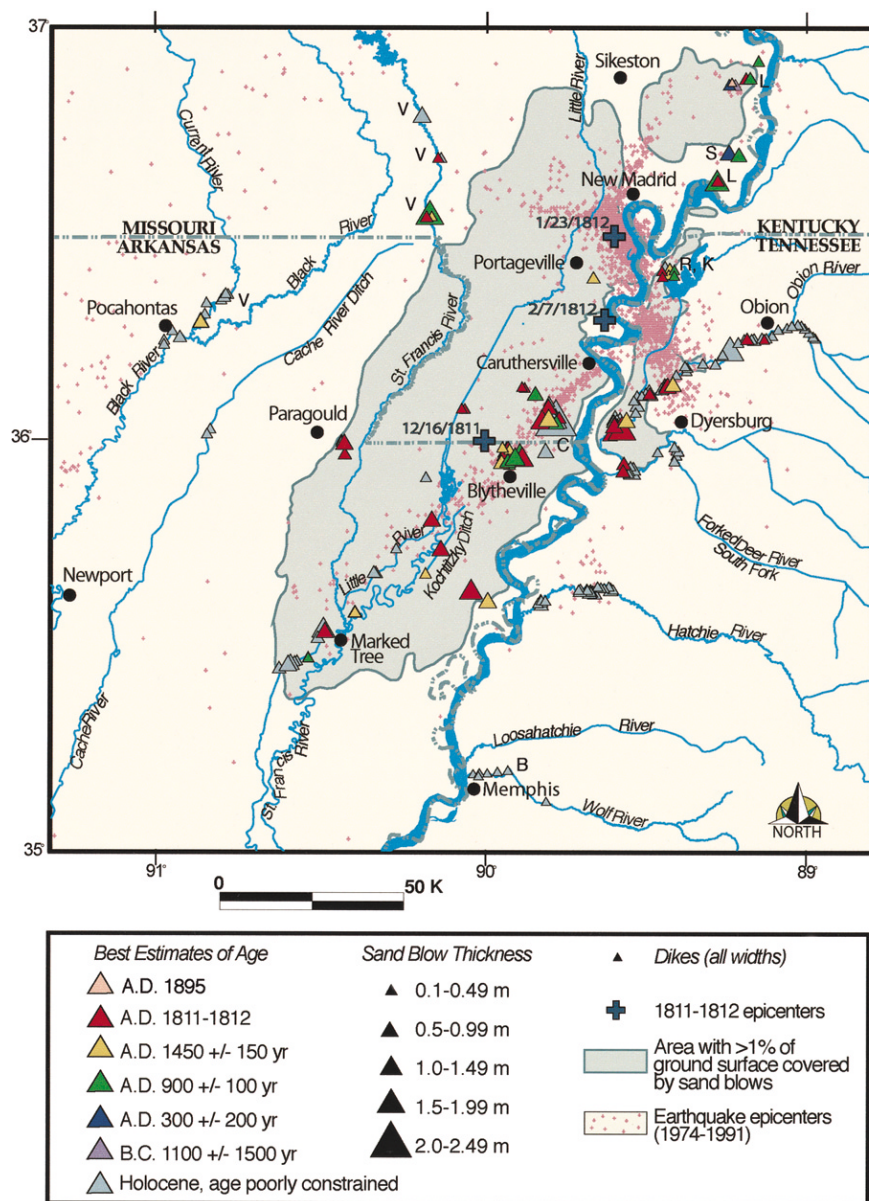 37°
Sikeston
Little River
L
Current River
V
V
S
L
New Madrid
V
1/23/1812
MISSOURI
ARKANSAS
KENTUCKY
TENNESSEE
Black River
Portageville
R, K
Obion River
Pocahontas
V
Cache River Ditch
2/7/1812
Obion
St. Francis River
Caruthersville
Black River
Paragould
12/16/1811
C
Dyersburg
36°
Blytheville
Little River
Kochtitzky Ditch
Forked Deer River
South Fork
Newport
Marked
Tree
Hatchie River
Cache River
St. Francis River
Loosahatchie River
B
Memphis
Wolf River
NORTH
35°
91°
90°
89°
0
50 K
Best Estimates of Age
A.D. 1895
A.D. 1811-1812
A.D. 1450 +/- 150 yr
A.D. 900 +/- 100 yr
A.D. 300 +/- 200 yr
B.C. 1100 +/- 1500 yr
Holocene, age poorly constrained
Sand Blow Thickness
0.1-0.49 m
0.5-0.99 m
1.0-1.49 m
1.5-1.99 m
2.0-2.49 m
Dikes (all widths)
1811-1812 epicenters
Area with >1% of
ground surface covered
by sand blows
Earthquake epicenters
(1974-1991)